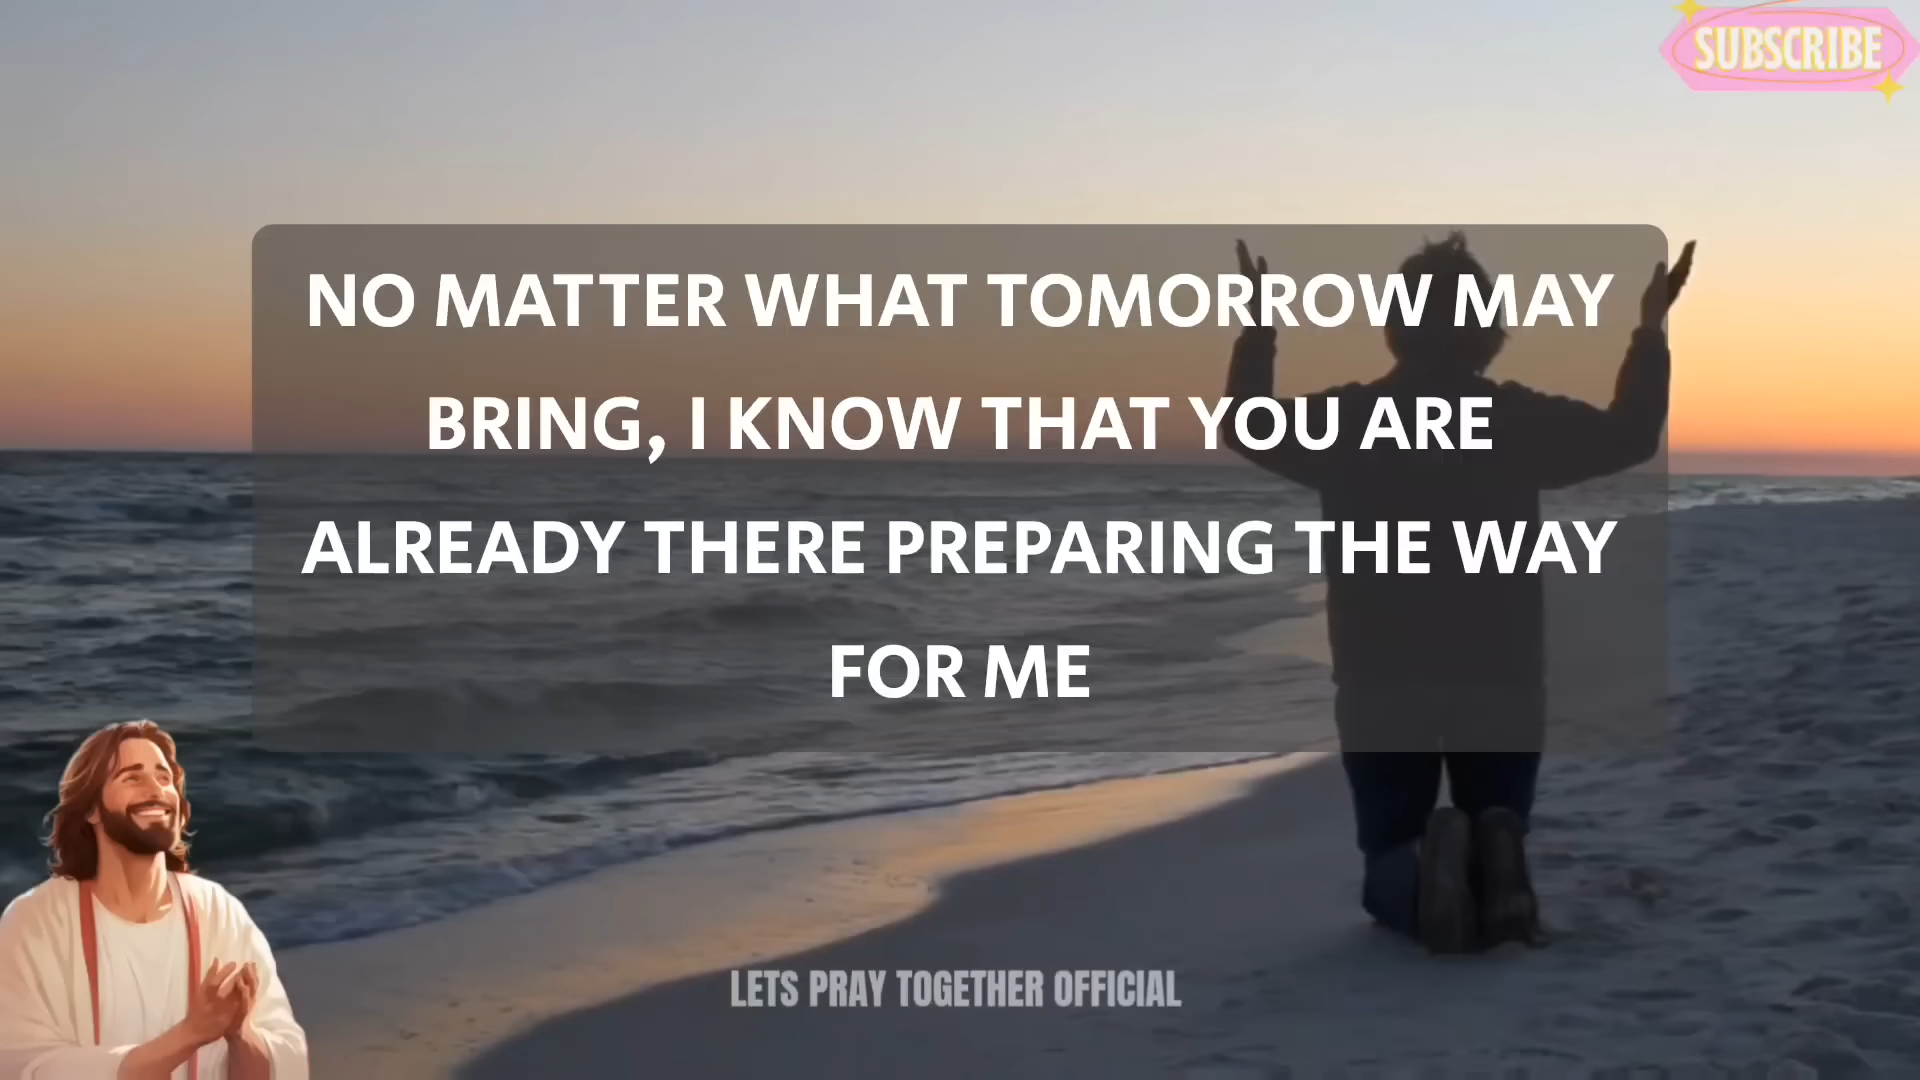 SUBSCRIBE
NO MATTER WHAT TOMORROW MAY
BRING, I KNOW THAT YOU ARE
ALREADY THERE PREPARING THE WAY
FOR ME
LETS PRAY TOGETHER OFFICIAL